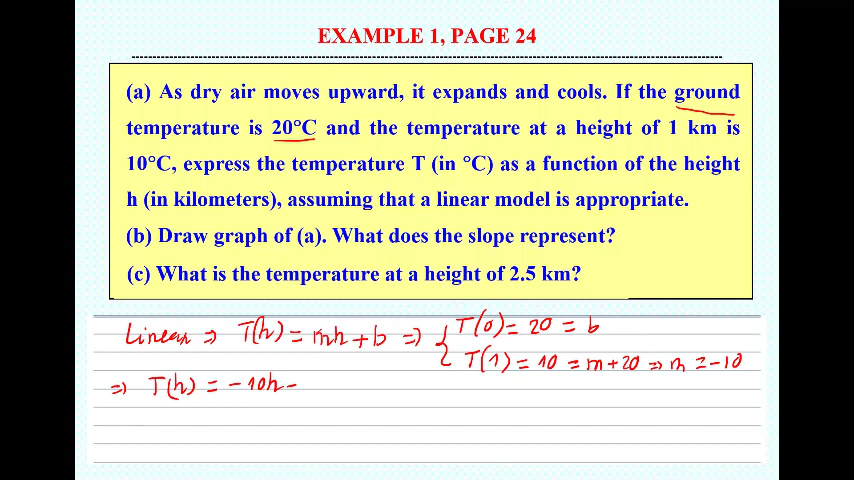 EXAMPLE 1, PAGE 24
(a) As dry air moves upward, it expands and cools. If the ground
temperature is 20°C and the temperature at a height of 1 km is
10°C, express the temperature T (in °C) as a function of the height
h (in kilometers), assuming that a linear model is appropriate.
(b) Draw graph of (a). What does the slope represent?
(c) What is the temperature at a height of 2.5 km?
Linear ⇒ T(h) = mh + b ⇒ { T(0) = 20 = b
T(1) = 10 = m + 20 ⇒ m = -10
⇒ T(h) = -10h -